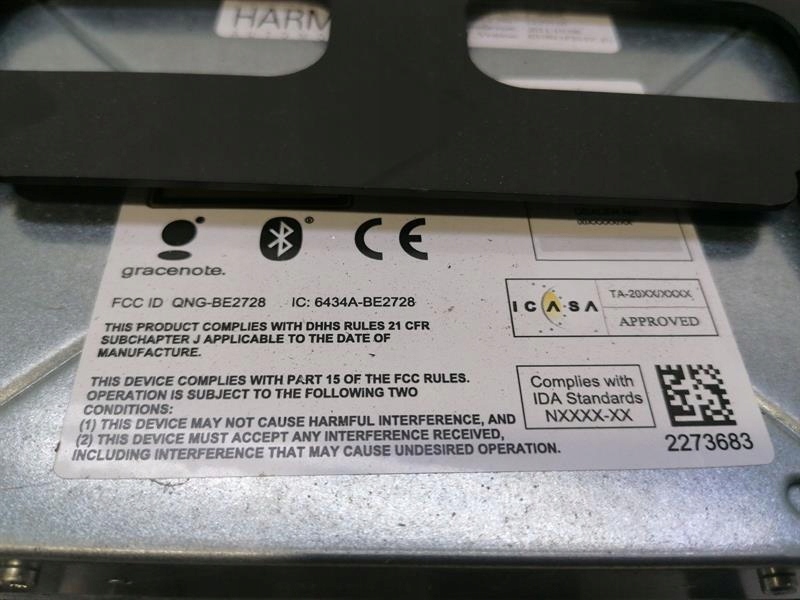 HARM
gracenote.
CE
FCC ID QNG-BE2728 IC: 6434A-BE2728
THIS PRODUCT COMPLIES WITH DHHS RULES 21 CFR
SUBCHAPTER J APPLICABLE TO THE DATE OF
MANUFACTURE.
THIS DEVICE COMPLIES WITH PART 15 OF THE FCC RULES.
OPERATION IS SUBJECT TO THE FOLLOWING TWO
CONDITIONS:
(1) THIS DEVICE MAY NOT CAUSE HARMFUL INTERFERENCE, AND
(2) THIS DEVICE MUST ACCEPT ANY INTERFERENCE RECEIVED,
INCLUDING INTERFERENCE THAT MAY CAUSE UNDESIRED OPERATION.
ICASA
TA-20XX/XXXX
APPROVED
Complies with
IDA Standards
NXXXX-XX
2273683